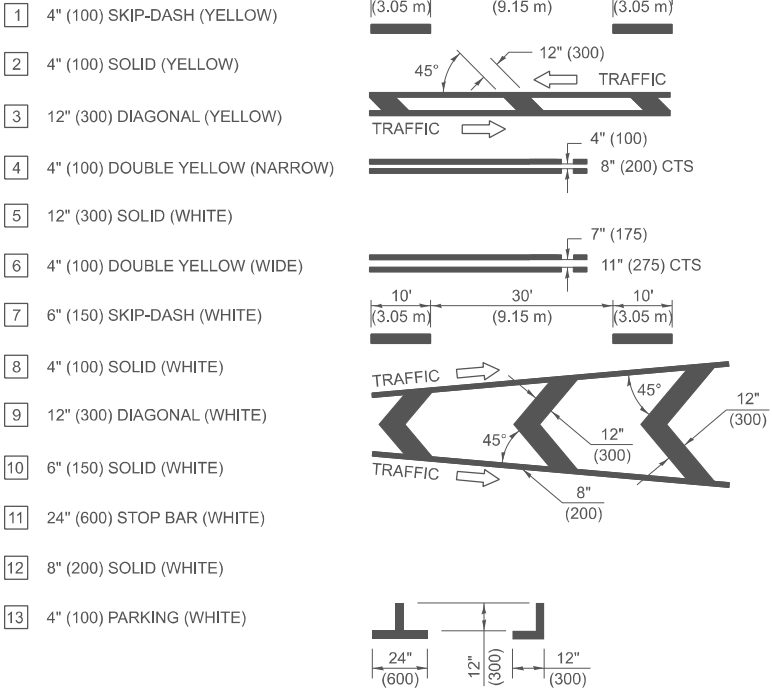 (3.05 m) (9.15 m) (3.05 m)
1 4" (100) SKIP-DASH (YELLOW)
2 4" (100) SOLID (YELLOW)
45° 12" (300)
TRAFFIC
3 12" (300) DIAGONAL (YELLOW)
TRAFFIC
4" (100)
4 4" (100) DOUBLE YELLOW (NARROW)
8" (200) CTS
5 12" (300) SOLID (WHITE)
7" (175)
6 4" (100) DOUBLE YELLOW (WIDE)
11" (275) CTS
10' 30' 10'
7 6" (150) SKIP-DASH (WHITE)
(3.05 m) (9.15 m) (3.05 m)
8 4" (100) SOLID (WHITE)
TRAFFIC
45°
12"
(300)
9 12" (300) DIAGONAL (WHITE)
45°
12"
(300)
10 6" (150) SOLID (WHITE)
TRAFFIC
8"
(200)
11 24" (600) STOP BAR (WHITE)
12 8" (200) SOLID (WHITE)
13 4" (100) PARKING (WHITE)
24"
(600)
12"
(300)
12"
(300)